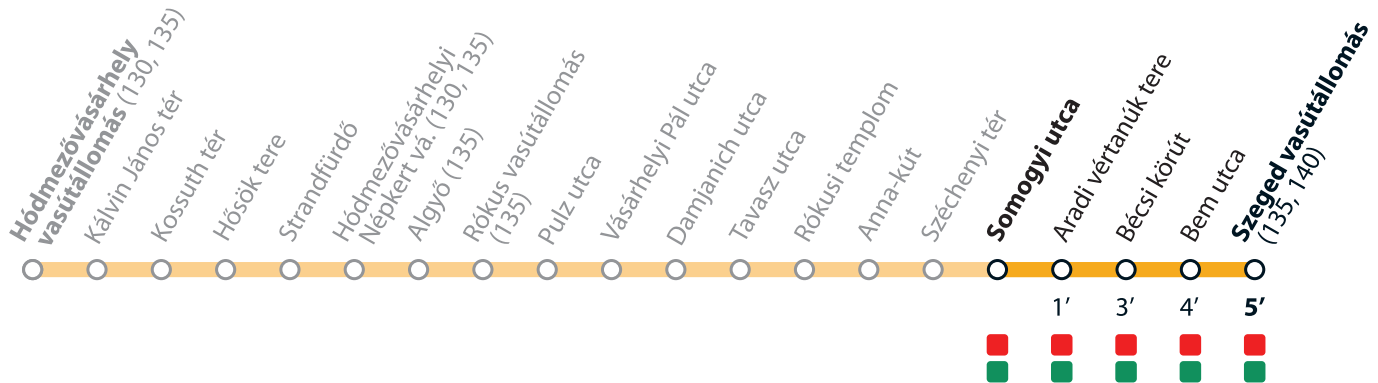 Hódmezővásárhely
vasútállomás (130, 135)
Kálvin János tér
Kossuth tér
Hősök tere
Strandfürdő
Hódmezővásárhelyi
Népkert vá. (130, 135)
Algyő (135)
Rókus vasútállomás
(135)
Pulz utca
Vásárhelyi Pál utca
Damjanich utca
Tavasz utca
Rókusi templom
Anna-kút
Széchenyi tér
Somogyi utca
Aradi vértanúk tere
Bécsi körút
Bem utca
Szeged vasútállomás
(135, 140)
1’ 3’ 4’ 5’